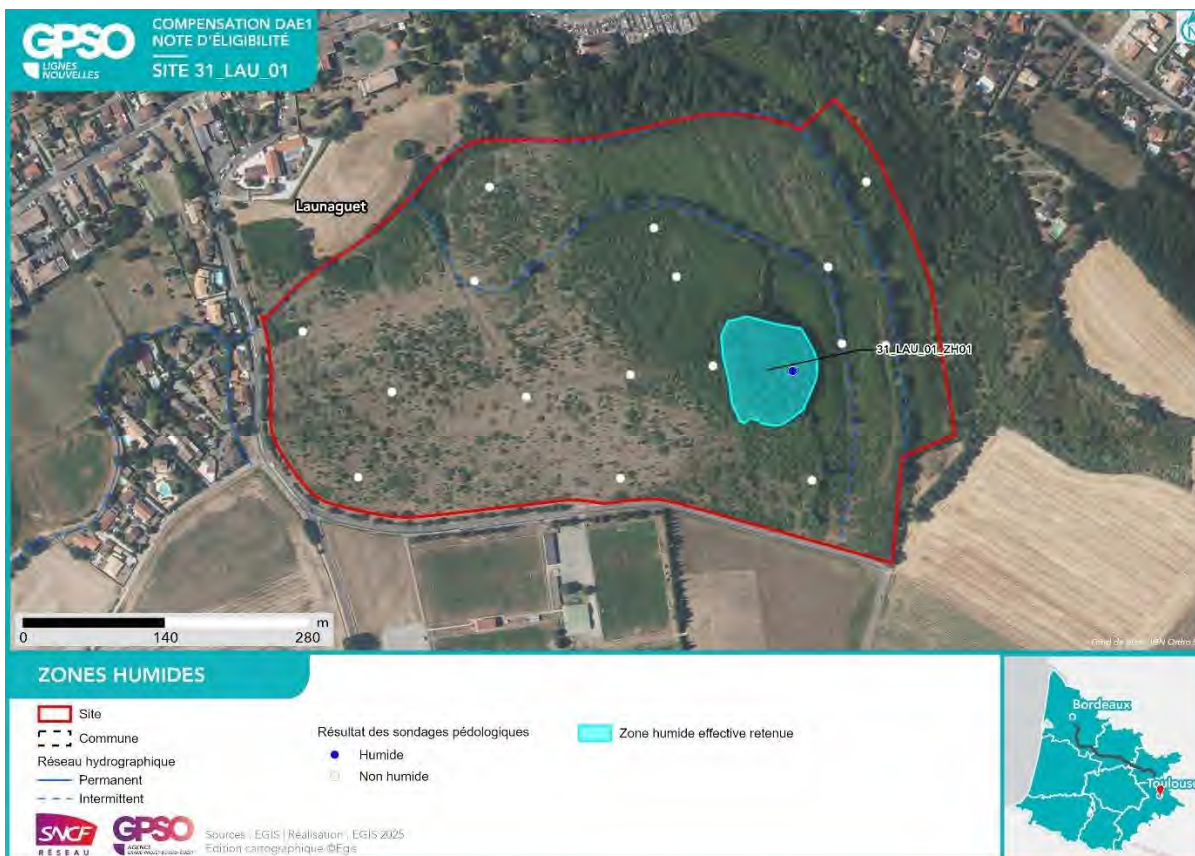 GPSO
LIGNES
NOUVELLES
COMPENSATION DAE1
NOTE D'ÉLIGIBILITÉ
SITE 31_LAU_01
N
Launaguet
31_LAU_01_ZH01
m
0 140 280
ZONES HUMIDES
Site
Commune
Réseau hydrographique
Permanent
Intermittent
Résultat des sondages pédologiques
Humide
Non humide
Zone humide effective retenue
SNCF
RÉSEAU
GPSO
AGENCE
Sources : EGIS | Réalisation : EGIS 2025
Edition cartographique ©Egis
Bordeaux
Toulouse